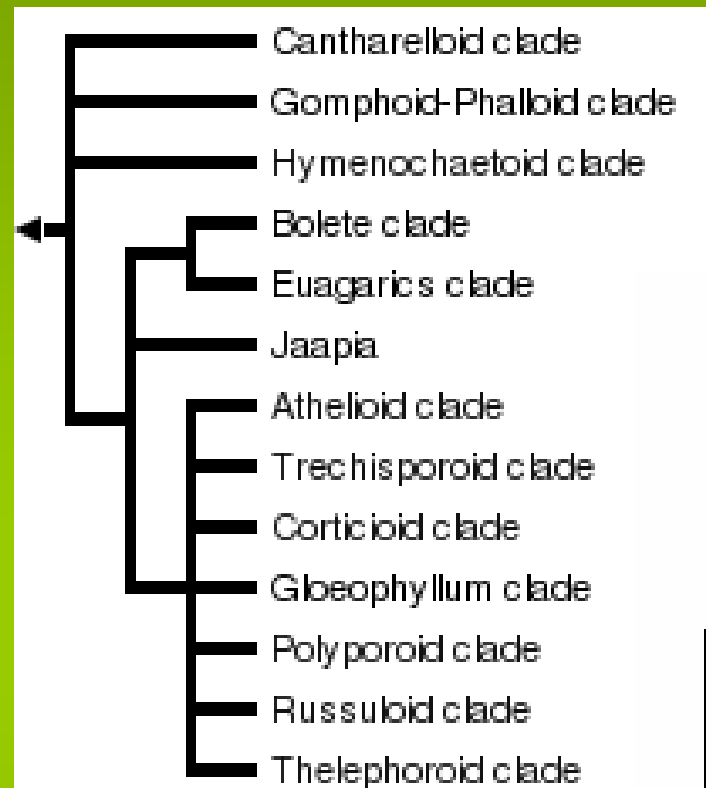 Cantharelloid clade
Gomphoid-Phalloid clade
Hymenochaetoid clade
Bolete clade
Euagarics clade
Jaapia
Athelioid clade
Trechisporoid clade
Corticioid clade
Gloeophyllum clade
Polyporoid clade
Russuloid clade
Thelephoroid clade